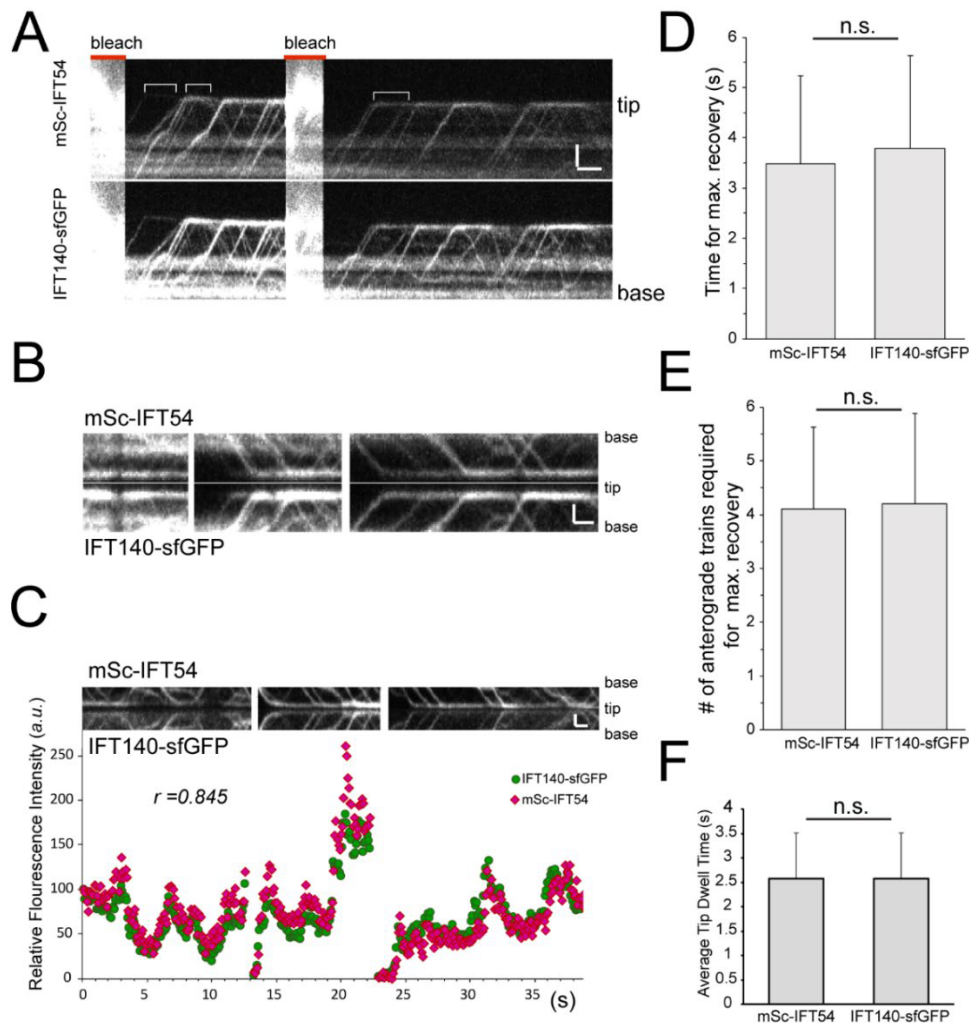 A
bleach
bleach
mSc-IFT54
tip
IFT140-sfGFP
base
B
mSc-IFT54
base
tip
base
IFT140-sfGFP
C
mSc-IFT54
base
tip
base
IFT140-sfGFP
Relative Flourescence Intensity (a.u.)
250
200
150
100
50
0
r =0.845
IFT140-sfGFP
mSc-IFT54
0
5
10
15
20
25
30
35
(s)
D
n.s.
Time for max. recovery (s)
6
5
4
3
2
1
0
mSc-IFT54
IFT140-sfGFP
E
n.s.
# of anterograde trains required
for max. recovery
6
5
4
3
2
1
0
mSc-IFT54
IFT140-sfGFP
F
n.s.
Average Tip Dwell Time (s)
4
3.5
3
2.5
2
1.5
1
0.5
0
mSc-IFT54
IFT140-sfGFP